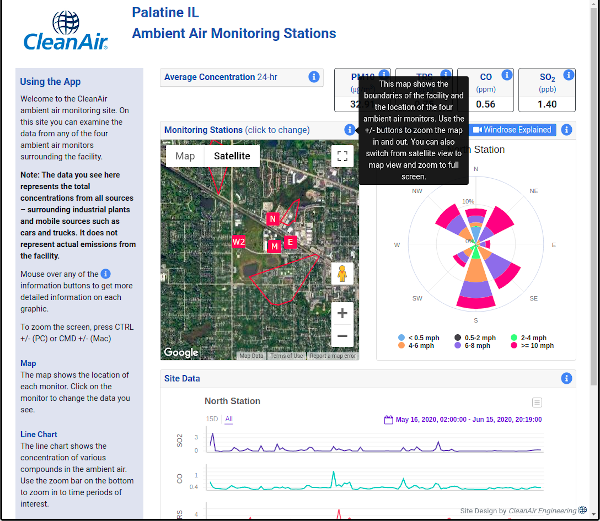 CleanAir®
Palatine IL
Ambient Air Monitoring Stations
Using the App
Welcome to the CleanAir
ambient air monitoring site. On
this site you can examine the
data from any of the four
ambient air monitors
surrounding the facility.
Note: The data you see here
represents the total
concentrations from all sources
– surrounding industrial plants
and mobile sources such as
cars and trucks. It does
not represent actual emissions from
the facility.
Mouse over any of the i
information buttons to get more
detailed information on each
graphic.
To zoom the screen, press CTRL
+/- (PC) or CMD +/- (Mac)
Map
The map shows the location of
each monitor. Click on the
monitor to change the data you
see.
Line Chart
The line chart shows the
concentration of various
compounds in the ambient air.
Use the zoom bar on the bottom
to zoom in to time periods of
interest.
Average Concentration 24-hr
CO
(ppm)
0.56
SO2
(ppb)
1.40
This map shows the
boundaries of the facility and
the location of the four
ambient air monitors. Use the
+/- buttons to zoom the map
in and out. You can also
switch from satellite view to
map view and zoom to full
screen.
Monitoring Stations (click to change)
Map Satellite
N
W2
M
E
Google
Map Data Terms of Use Report a map error
Windrose Explained
Station
N
NW
NE
10%
0%
W
E
SW
SE
S
< 0.5 mph 0.5-2 mph 2-4 mph
4-6 mph 6-8 mph >= 10 mph
Site Data
North Station
15D All
May 16, 2020, 02:00:00 - Jun 15, 2020, 20:19:00
SO2
3
0
CO
1
0.4
RS
4
Site Design by CleanAir Engineering